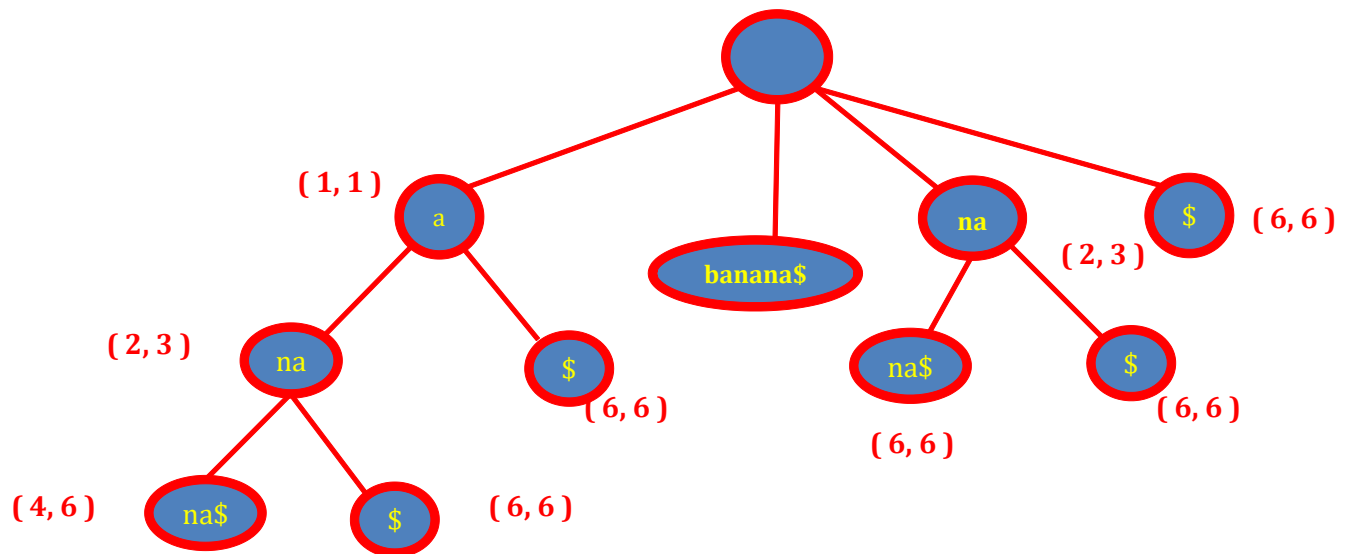 ( 1, 1 )
a
banana$
na
$
( 6, 6 )
( 2, 3 )
( 2, 3 )
na
$
( 6, 6 )
na$
( 6, 6 )
$
( 6, 6 )
( 4, 6 )
na$
$
( 6, 6 )